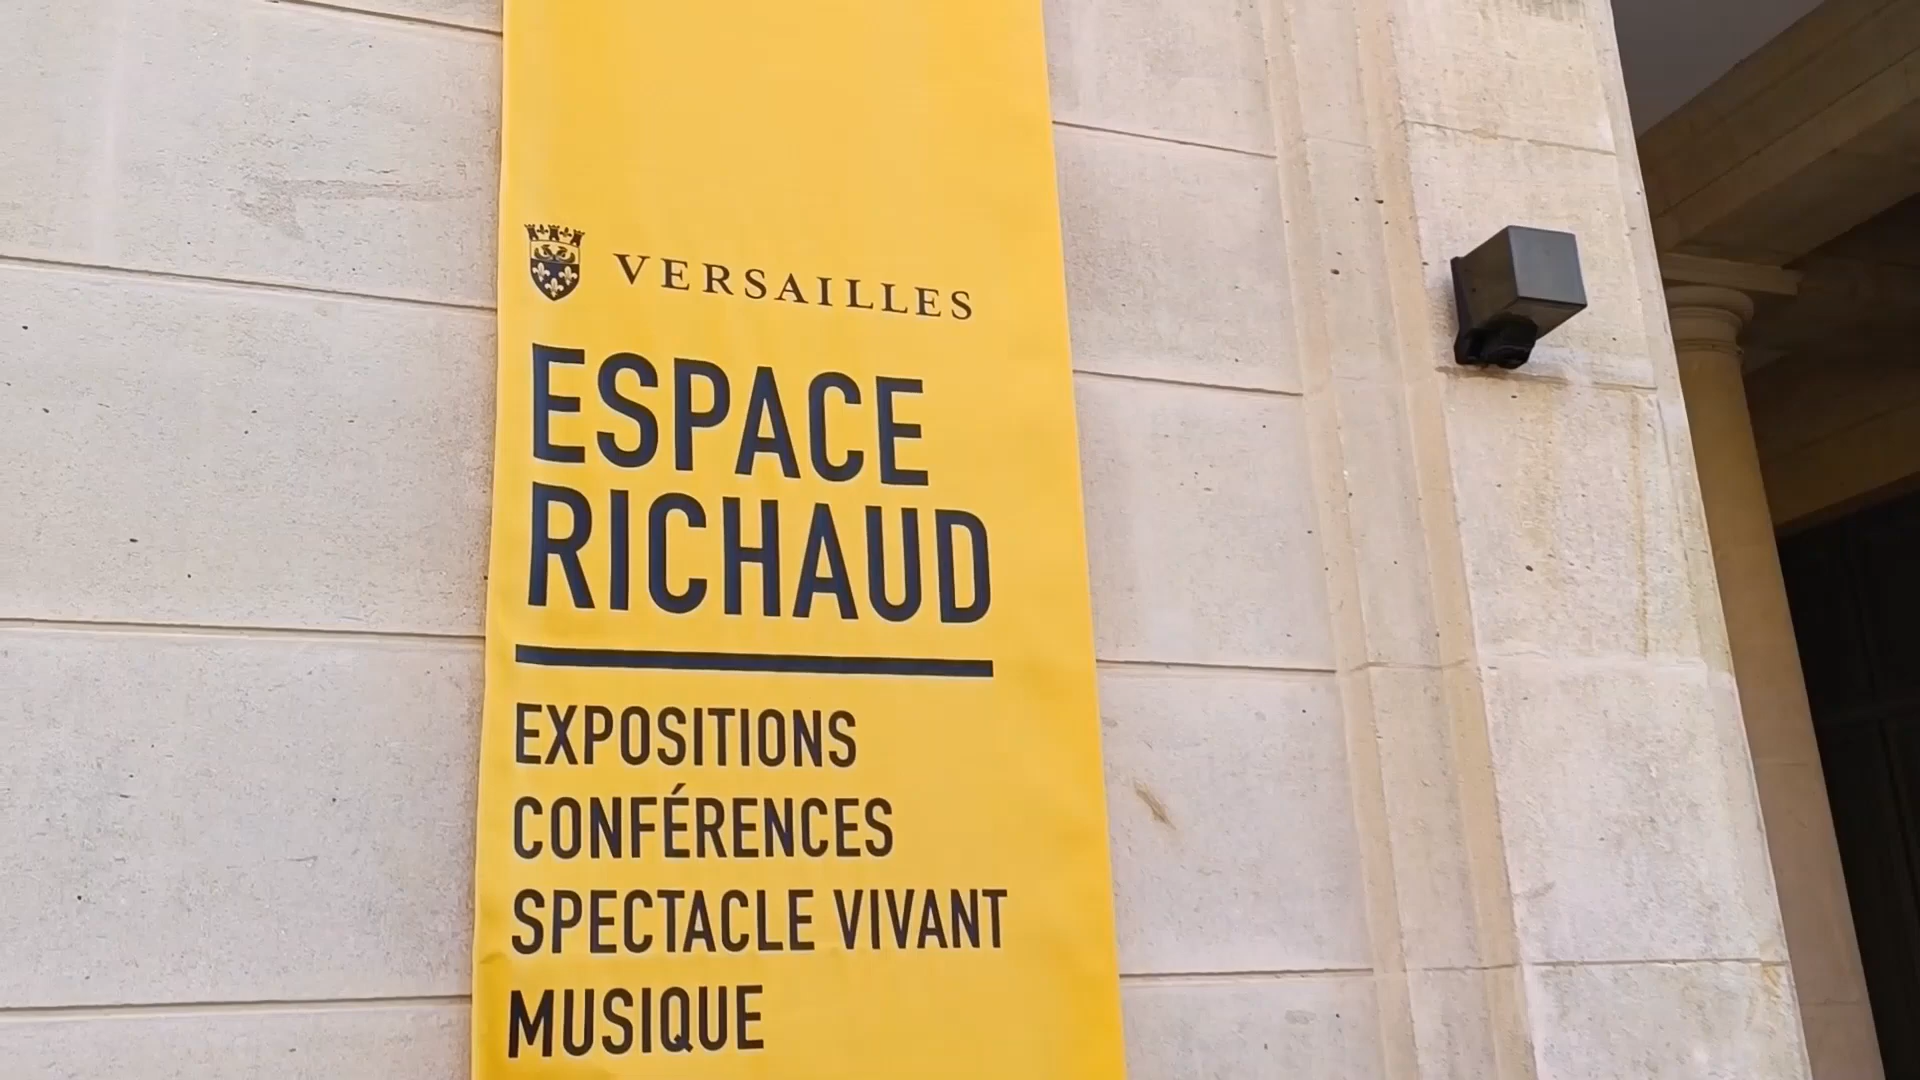 VERSAILLES
ESPACE
RICHAUD
EXPOSITIONS
CONFÉRENCES
SPECTACLE VIVANT
MUSIQUE